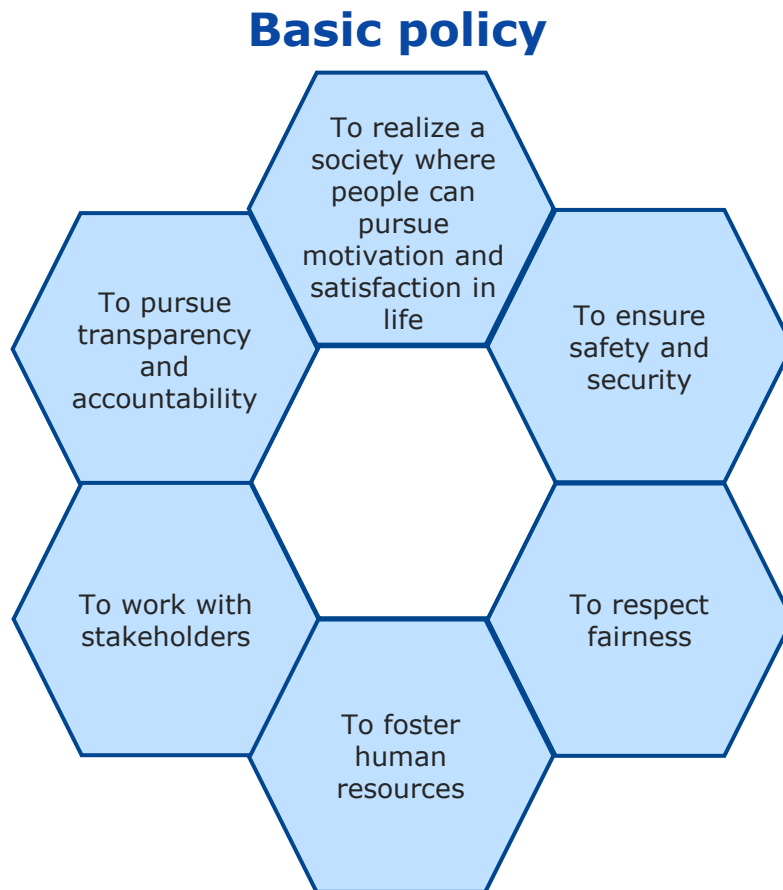 Basic policy
To realize a
society where
people can
pursue
motivation and
satisfaction in
life
To ensure
safety and
security
To respect
fairness
To foster
human
resources
To work with
stakeholders
To pursue
transparency
and
accountability